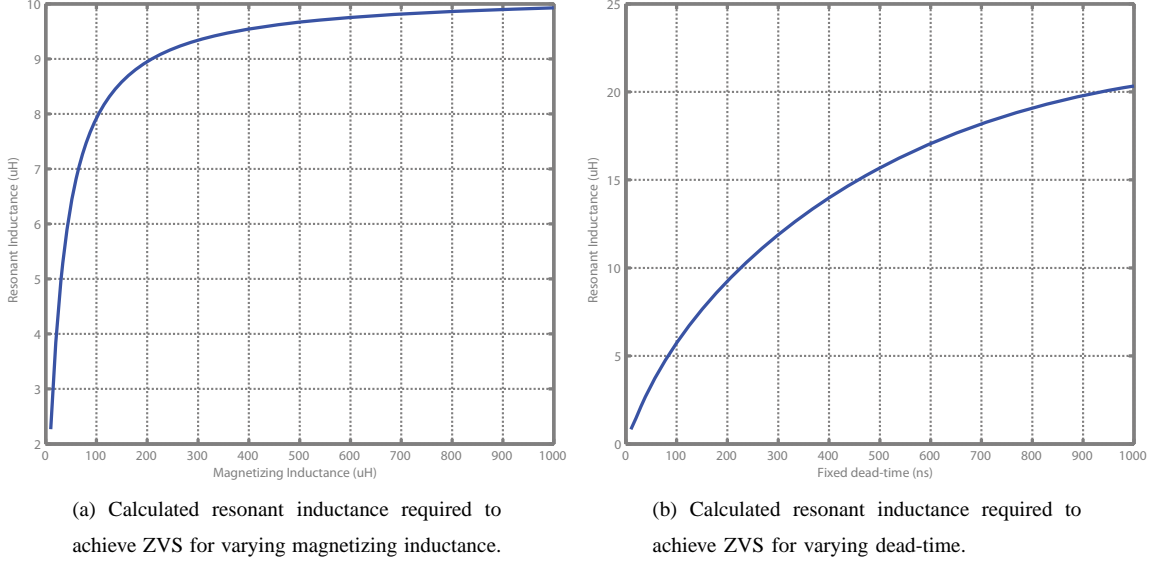 10
9
8
7
6
5
4
3
2
Resonant Inductance (uH)
0 100 200 300 400 500 600 700 800 900 1000
Magnetizing Inductance (uH)
(a) Calculated resonant inductance required to
achieve ZVS for varying magnetizing inductance.
25
20
15
10
5
0
Resonant Inductance (uH)
0 100 200 300 400 500 600 700 800 900 1000
Fixed dead-time (ns)
(b) Calculated resonant inductance required to
achieve ZVS for varying dead-time.